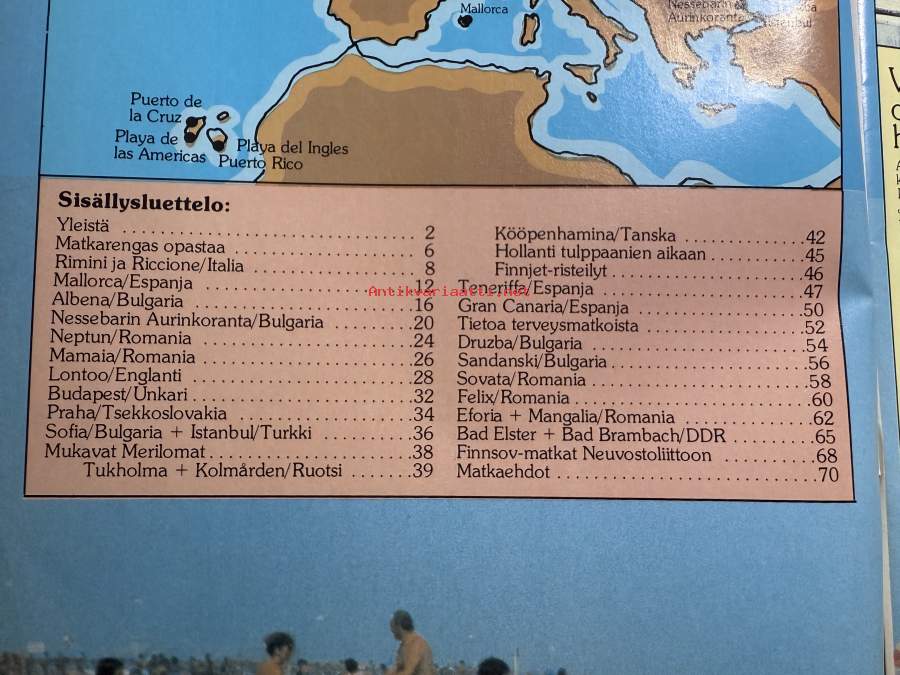 Mallorca
Nessebarin
Aurinkoranta
Istanbul
Puerto de
la Cruz
Playa de
las Americas
Playa del Ingles
Puerto Rico
Sisällysluettelo:
Yleistä 2
Matkarengas opastaa 6
Rimini ja Riccione/Italia 8
Mallorca/Espanja 12
Albena/Bulgaria 16
Nessebarin Aurinkoranta/Bulgaria 20
Neptun/Romania 24
Mamaia/Romania 26
Lontoo/Englanti 28
Budapest/Unkari 32
Praha/Tsekkoslovakia 34
Sofia/Bulgaria + Istanbul/Turkki 36
Mukavat Merilomat 38
Tukholma + Kolmården/Ruotsi 39
Kööpenhamina/Tanska 42
Hollanti tulppaanien aikaan 45
Finnjet-risteilyt 46
Teneriffa/Espanja 47
Gran Canaria/Espanja 50
Tietoa terveysmatkoista 52
Druzba/Bulgaria 54
Sandanski/Bulgaria 56
Sovata/Romania 58
Felix/Romania 60
Eforia + Mangalia/Romania 62
Bad Elster + Bad Brambach/DDR 65
Finnsov-matkat Neuvostoliittoon 68
Matkaehdot 70
Antikvariaatti.net